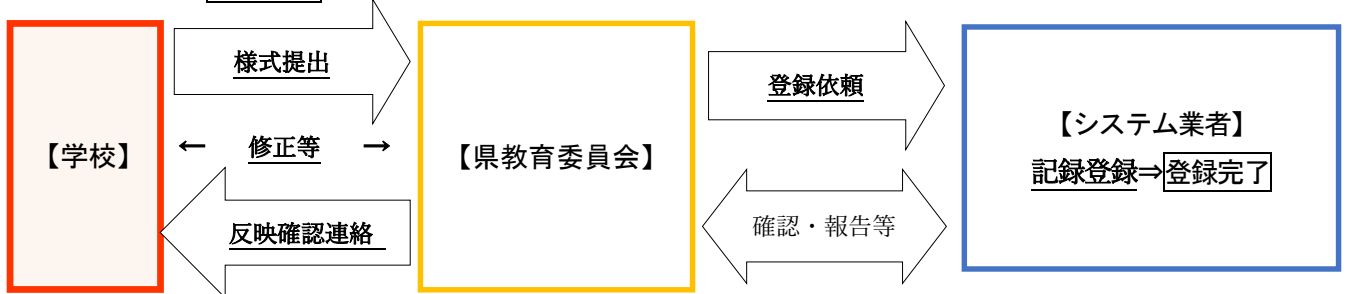 様式提出
【学校】
← 修正等 →
反映確認連絡
【県教育委員会】
登録依頼
確認・報告等
【システム業者】
記録登録⇒登録完了